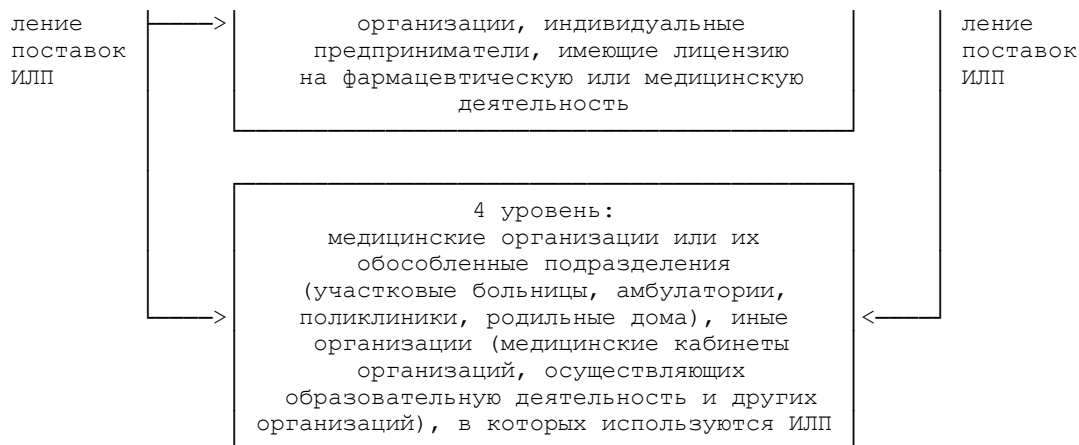 ление
поставок
ИЛП
организации, индивидуальные
предприниматели, имеющие лицензию
на фармацевтическую или медицинскую
деятельность
ление
поставок
ИЛП
4 уровень:
медицинские организации или их
обособленные подразделения
(участковые больницы, амбулатории,
поликлиники, родильные дома), иные
организации (медицинские кабинеты
организаций, осуществляющих
образовательную деятельность и других
организаций), в которых используются ИЛП